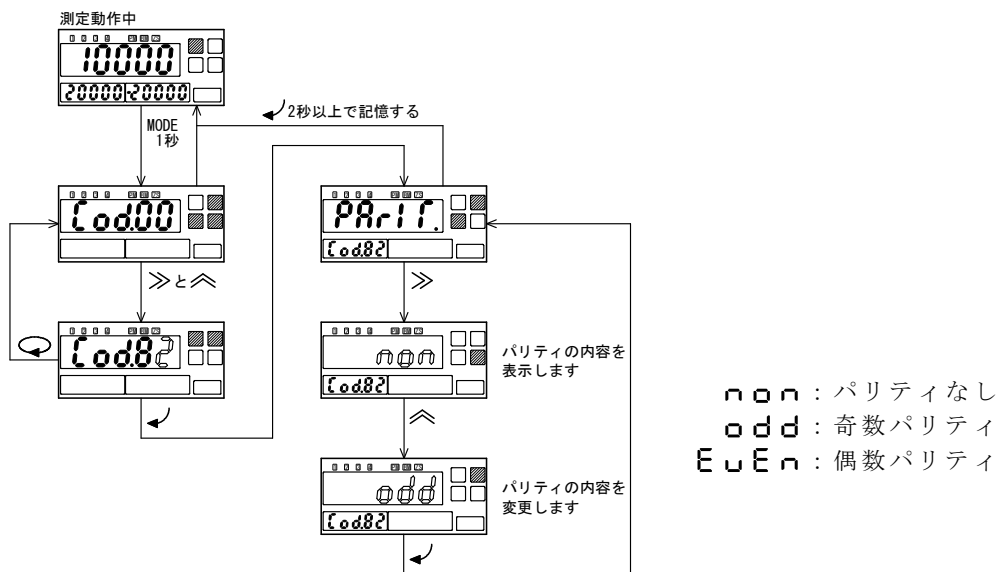 測定動作中
10000
20000-20000
MODE
1秒
2秒以上で記憶する
Cod.00
≫と︽
Cod.82
PArIT.
Cod.82
≫
non
Cod.82
パリティの内容を
表示します
︽
odd
Cod.82
パリティの内容を
変更します
non：パリティなし
odd：奇数パリティ
EvEn：偶数パリティ